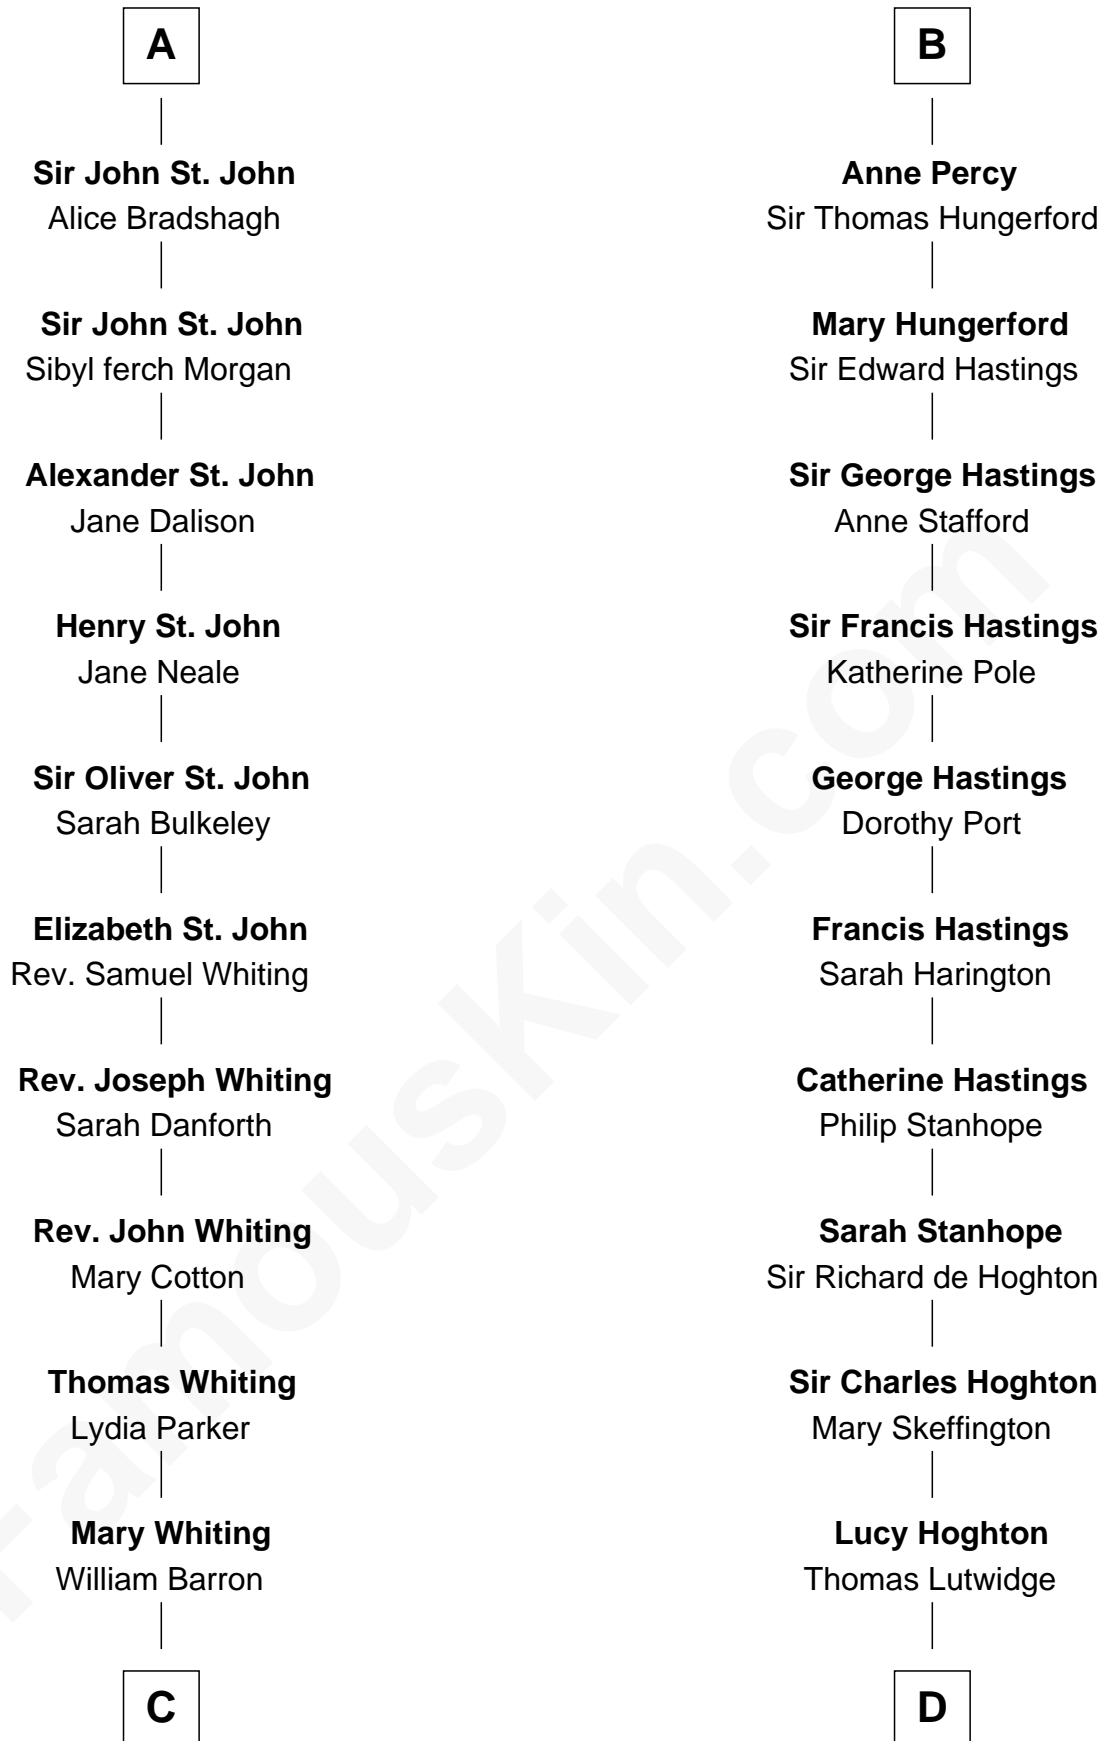 A
Sir John St. John
Alice Bradshagh
Sir John St. John
Sibyl ferch Morgan
Alexander St. John
Jane Dalison
Henry St. John
Jane Neale
Sir Oliver St. John
Sarah Bulkeley
Elizabeth St. John
Rev. Samuel Whiting
Rev. Joseph Whiting
Sarah Danforth
Rev. John Whiting
Mary Cotton
Thomas Whiting
Lydia Parker
Mary Whiting
William Barron
C
B
Anne Percy
Sir Thomas Hungerford
Mary Hungerford
Sir Edward Hastings
Sir George Hastings
Anne Stafford
Sir Francis Hastings
Katherine Pole
George Hastings
Dorothy Port
Francis Hastings
Sarah Harington
Catherine Hastings
Philip Stanhope
Sarah Stanhope
Sir Richard de Hoghton
Sir Charles Hoghton
Mary Skeffington
Lucy Hoghton
Thomas Lutwidge
D
FamousKin.com